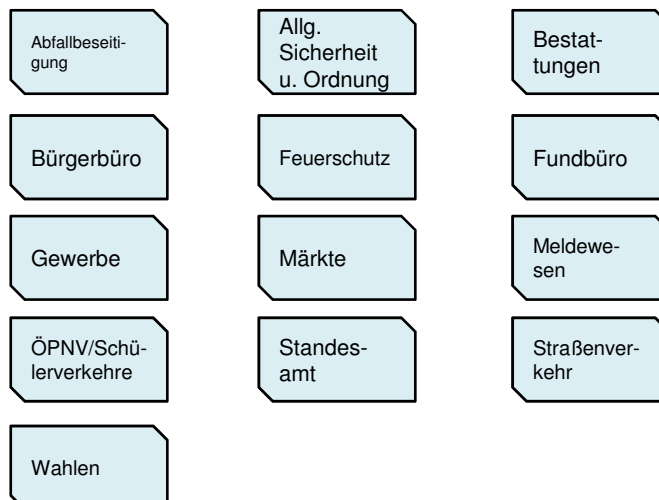 Abfallbeseiti-
gung
Allg.
Sicherheit
u. Ordnung
Bestat-
tungen
Bürgerbüro
Feuerschutz
Fundbüro
Gewerbe
Märkte
Meldewe-
sen
ÖPNV/Schü-
lerverkehre
Standes-
amt
Straßenver-
kehr
Wahlen